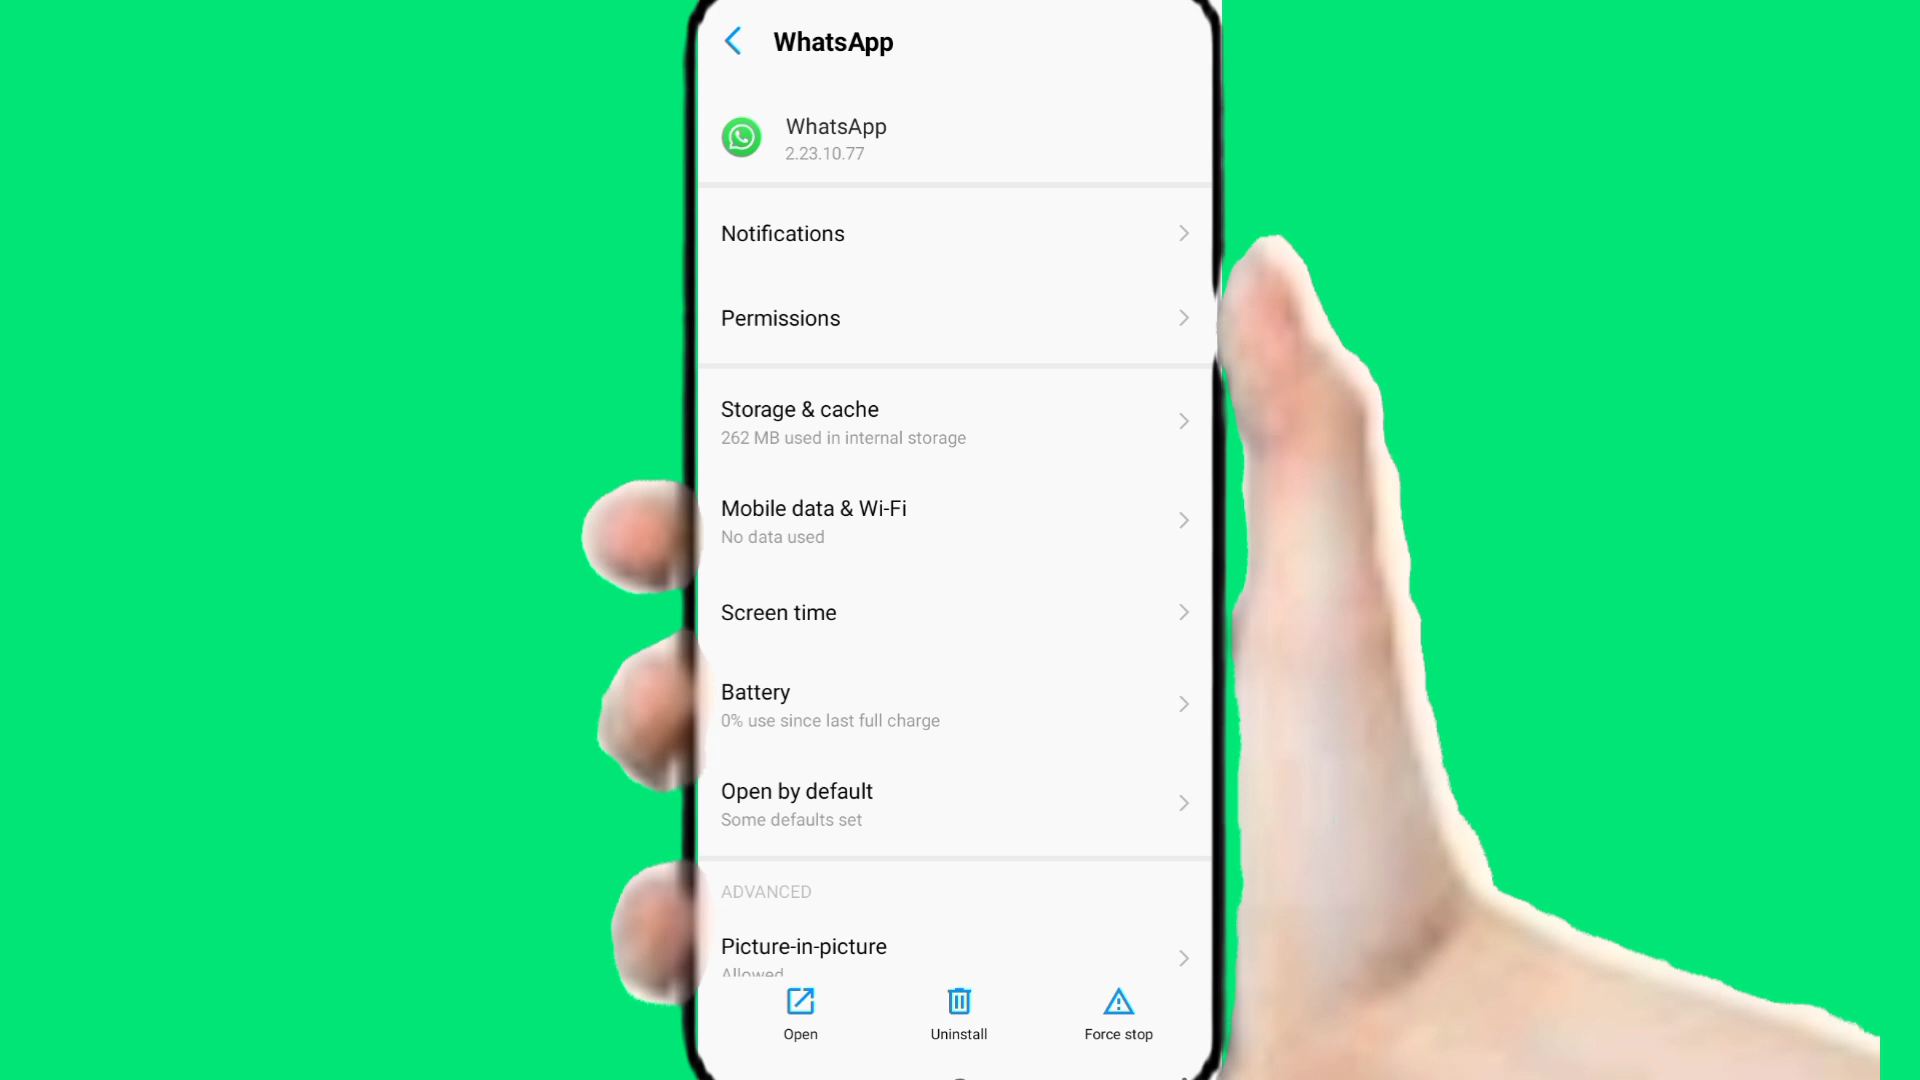 WhatsApp
WhatsApp
2.23.10.77
Notifications
Permissions
Storage & cache
262 MB used in internal storage
Mobile data & Wi-Fi
No data used
Screen time
Battery
0% use since last full charge
Open by default
Some defaults set
ADVANCED
Picture-in-picture
Allowed
Open
Uninstall
Force stop